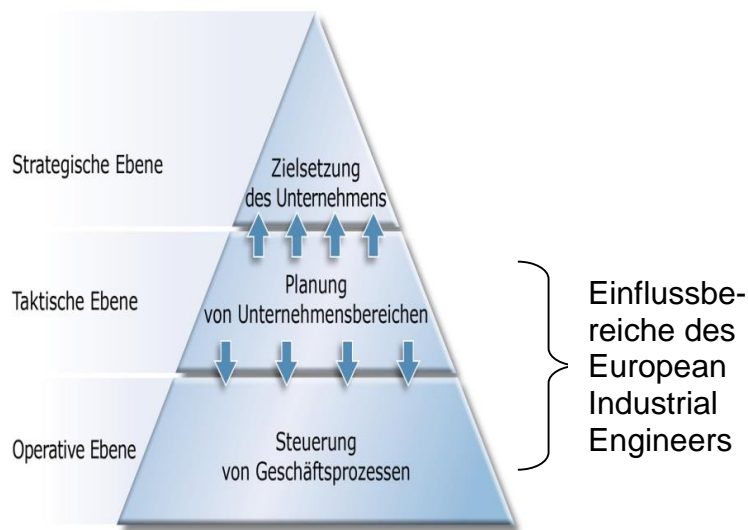 Strategische Ebene
Zielsetzung
des Unternehmens
Taktische Ebene
Planung
von Unternehmensbereichen
Operative Ebene
Steuerung
von Geschäftsprozessen
Einflussbe-
reiche des
European
Industrial
Engineers